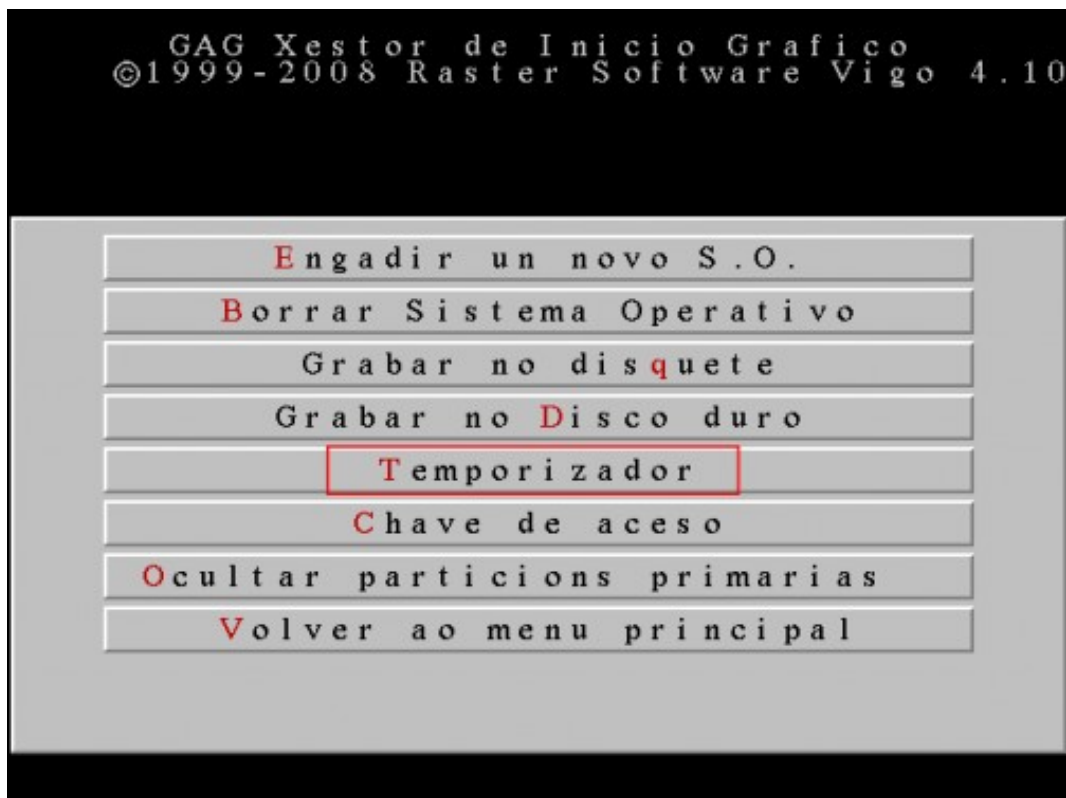 GAG Xestor de Inicio Grafico
©1999-2008 Raster Software Vigo 4.10
Engadir un novo S.O.
Borrar Sistema Operativo
Grabar no disquete
Grabar no Disco duro
Temporizador
Chave de aceso
Ocultar particions primarias
Volver ao menu principal